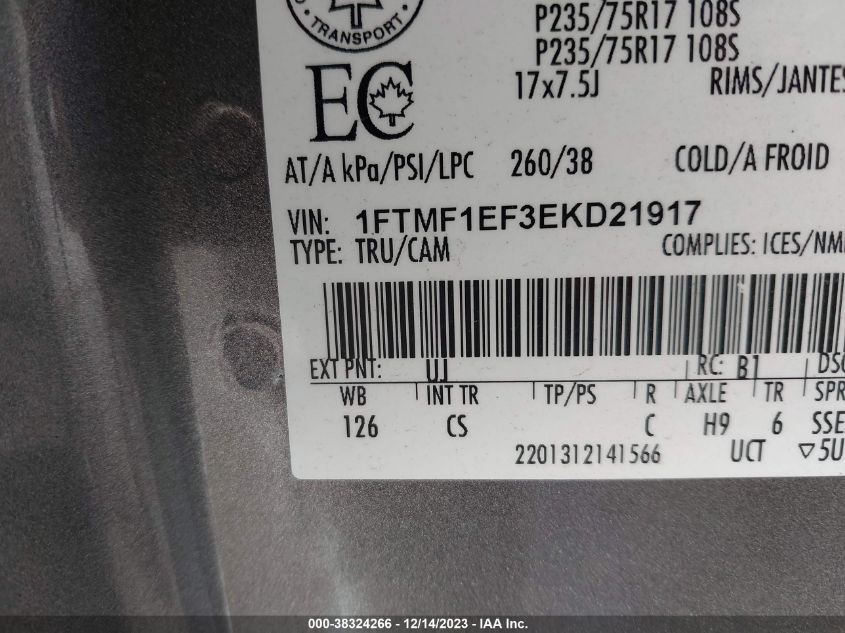 TRANSPORT
P235/75R17 108S
P235/75R17 108S
17x7.5J RIMS/JANTES
EC
AT/A kPa/PSI/LPC 260/38 COLD/A FROID
VIN: 1FTMF1EF3EKD21917
TYPE: TRU/CAM COMPLIES: ICES/NM
EXT PNT: UJ RC: B1 DSO
WB INT TR TP/PS R AXLE TR SPR
126 CS C H9 6 SSE
2201312141566 UCT ▽5U
000-38324266 - 12/14/2023 - IAA Inc.